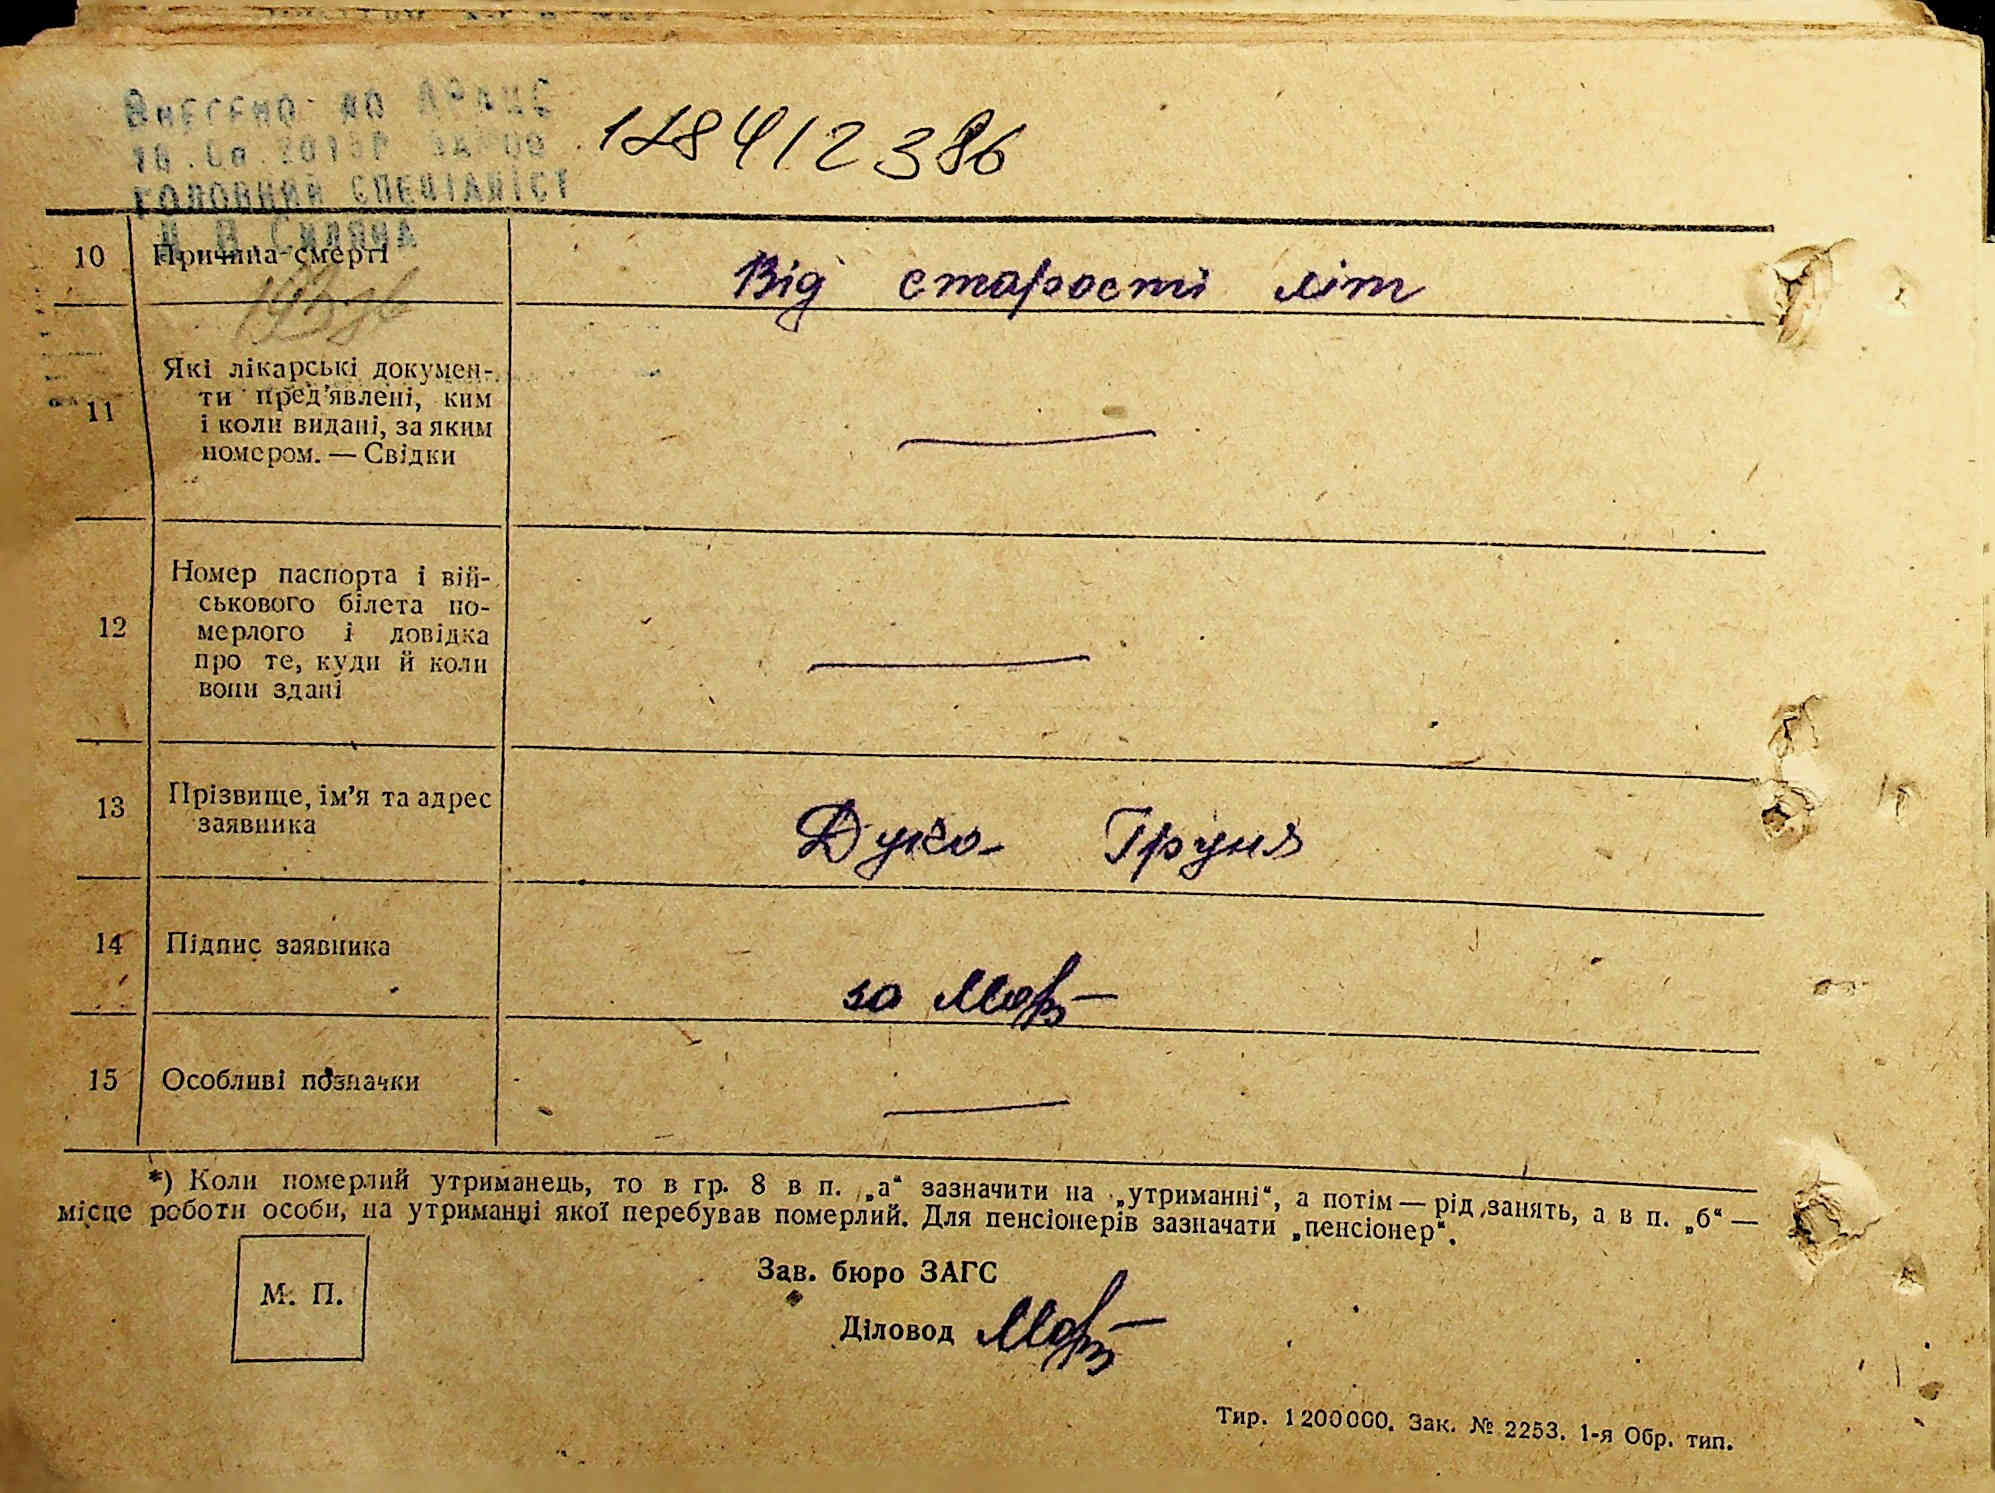 Внесено до ДРАЦС
128412386
ГОЛОВНИЙ СПЕЦІАЛІСТ
10 Причина смерті Від старості літ
11 Які лікарські докумен-
ти пред'явлені, ким
і коли видані, за яким
номером. — Свідки
12 Номер паспорта і вій-
ськового білета по-
мерлого і довідка
про те, куди й коли
вони здані
13 Прізвище, ім'я та адрес
заявника
Груня
14 Підпис заявника
за
15 Особливі позначки
*) Коли померлий утриманець, то в гр. 8 в п. „а“ зазначити на „утриманні“, а потім — рід занять, а в п. „б“ —
місце роботи особи, на утриманні якої перебував померлий. Для пенсіонерів зазначати „пенсіонер“.
М. П.
Зав. бюро ЗАГС
Діловод
Тир. 1200000. Зак. № 2253. 1-я Обр. тип.